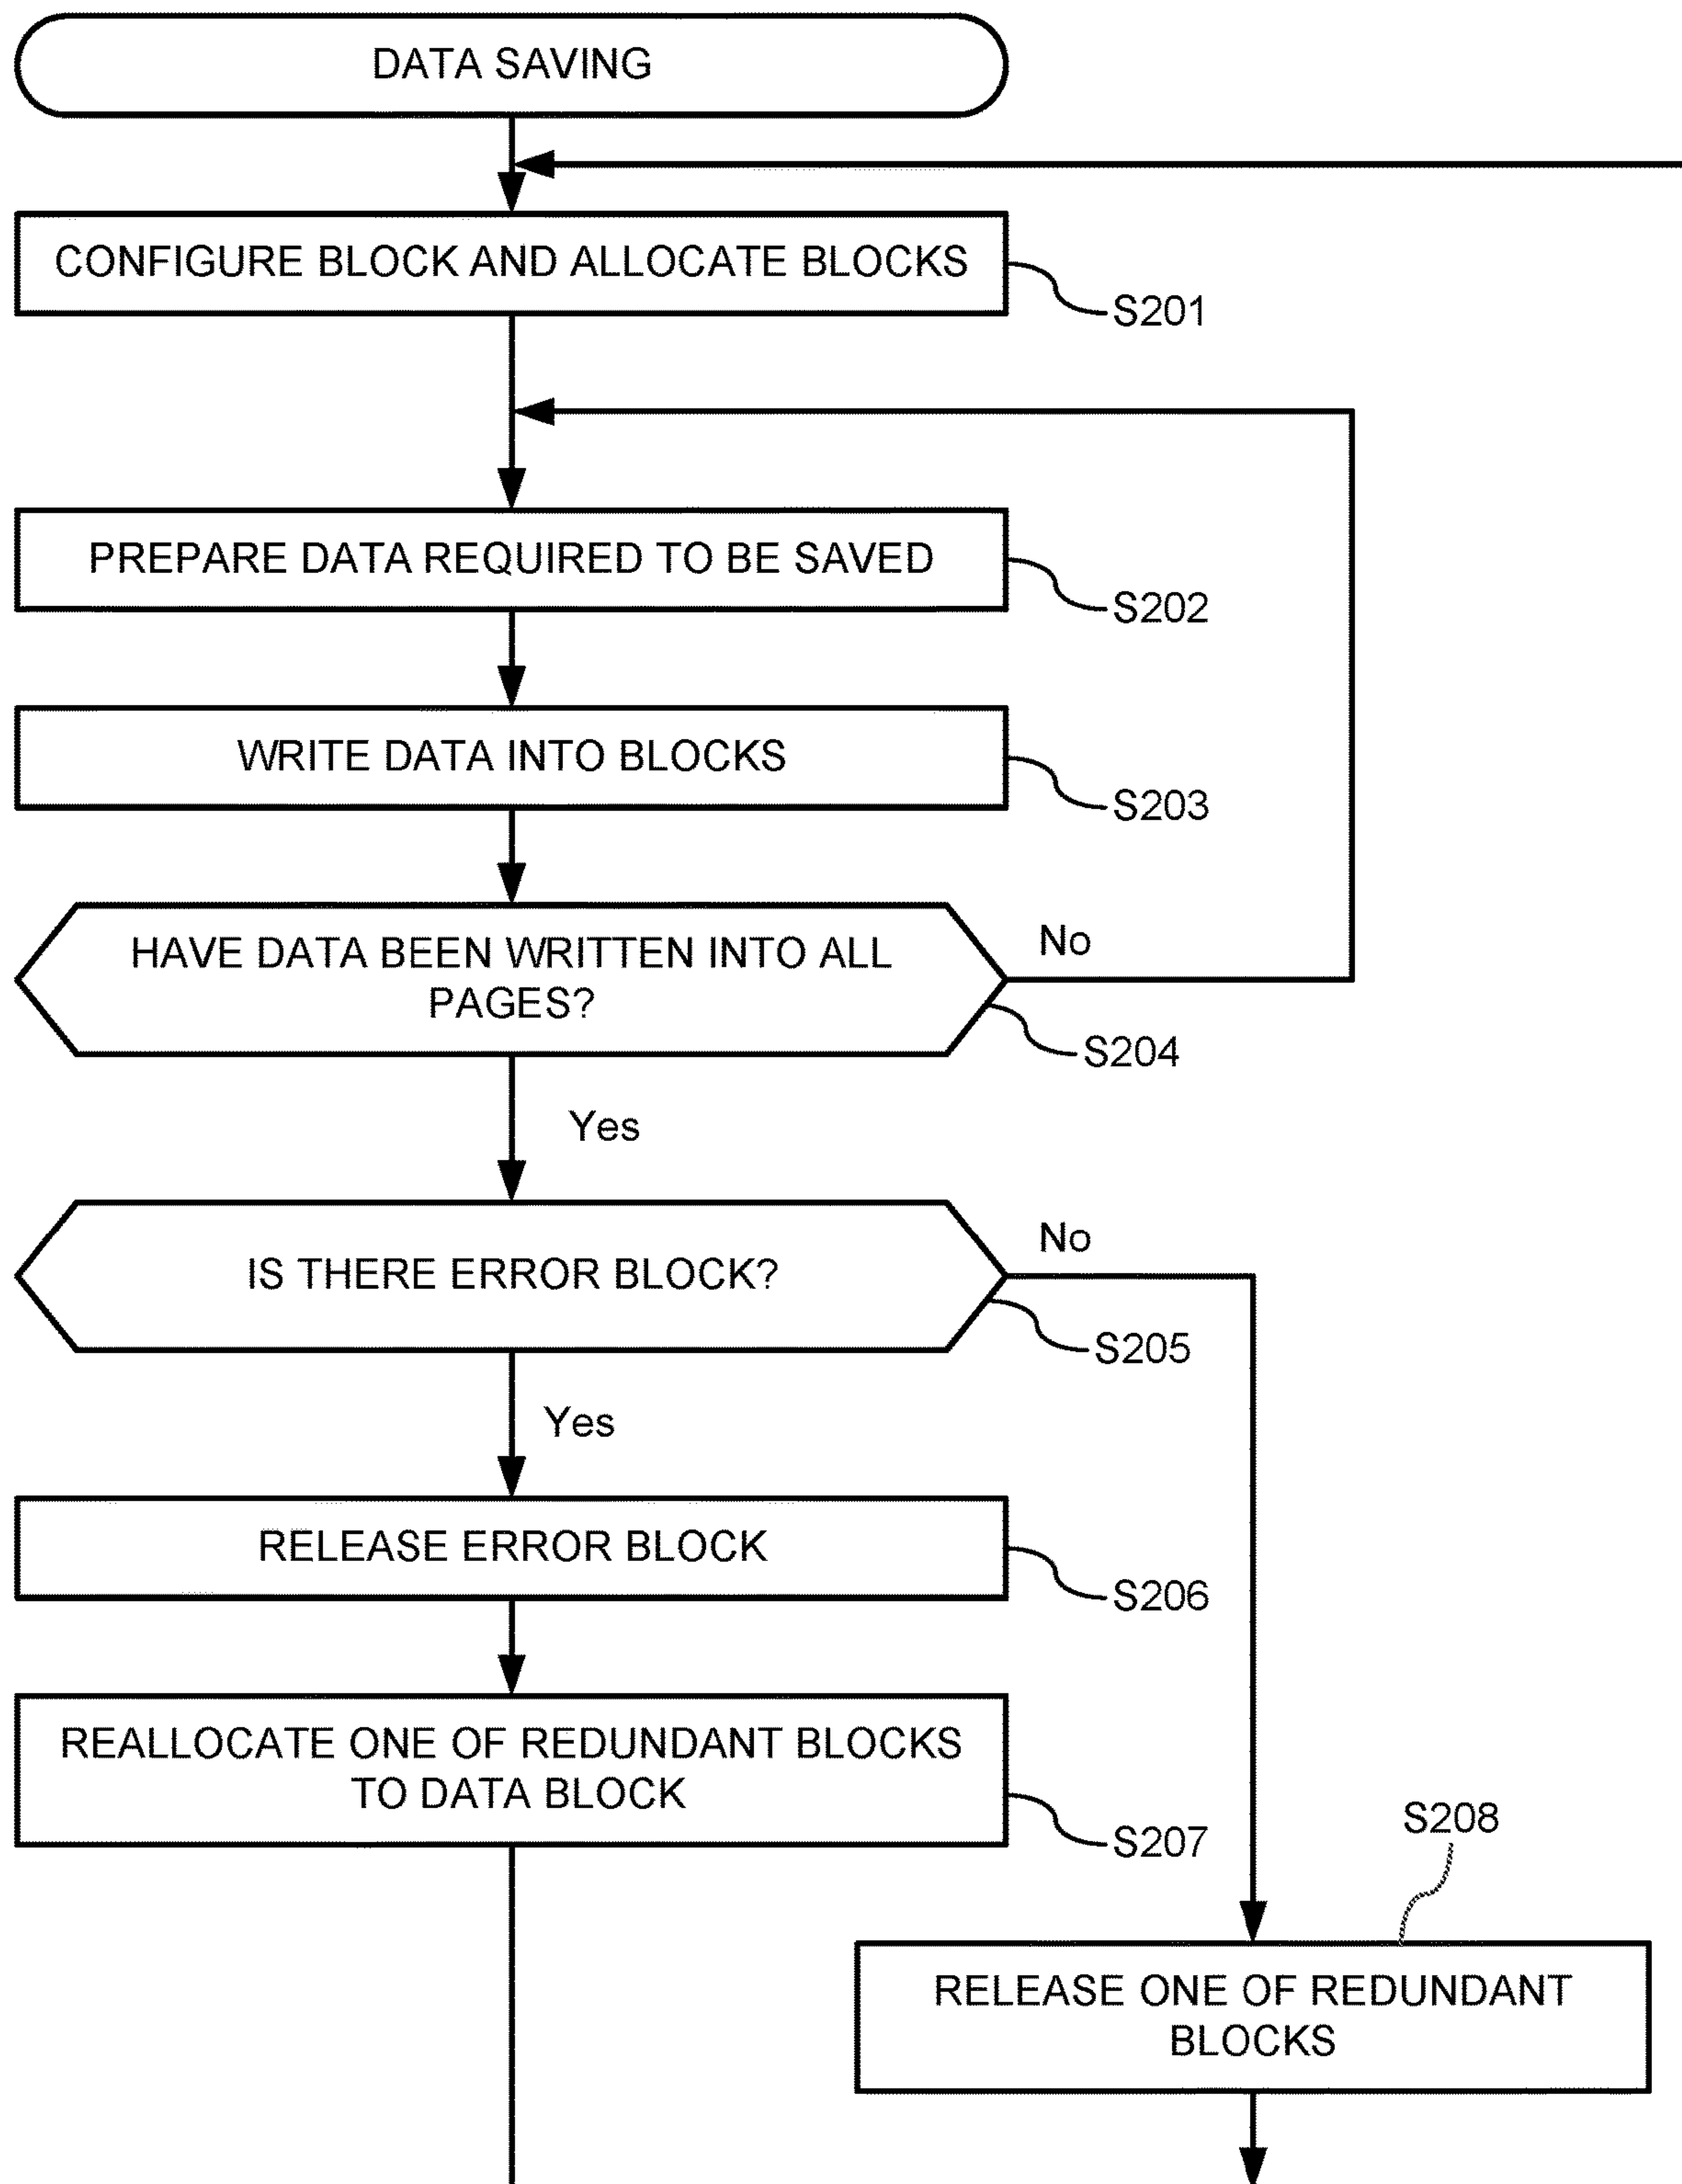 DATA SAVING
CONFIGURE BLOCK AND ALLOCATE BLOCKS
S201
PREPARE DATA REQUIRED TO BE SAVED
S202
WRITE DATA INTO BLOCKS
S203
HAVE DATA BEEN WRITTEN INTO ALL
PAGES?
No
S204
Yes
IS THERE ERROR BLOCK?
No
S205
Yes
RELEASE ERROR BLOCK
S206
REALLOCATE ONE OF REDUNDANT BLOCKS
TO DATA BLOCK
S207
S208
RELEASE ONE OF REDUNDANT
BLOCKS